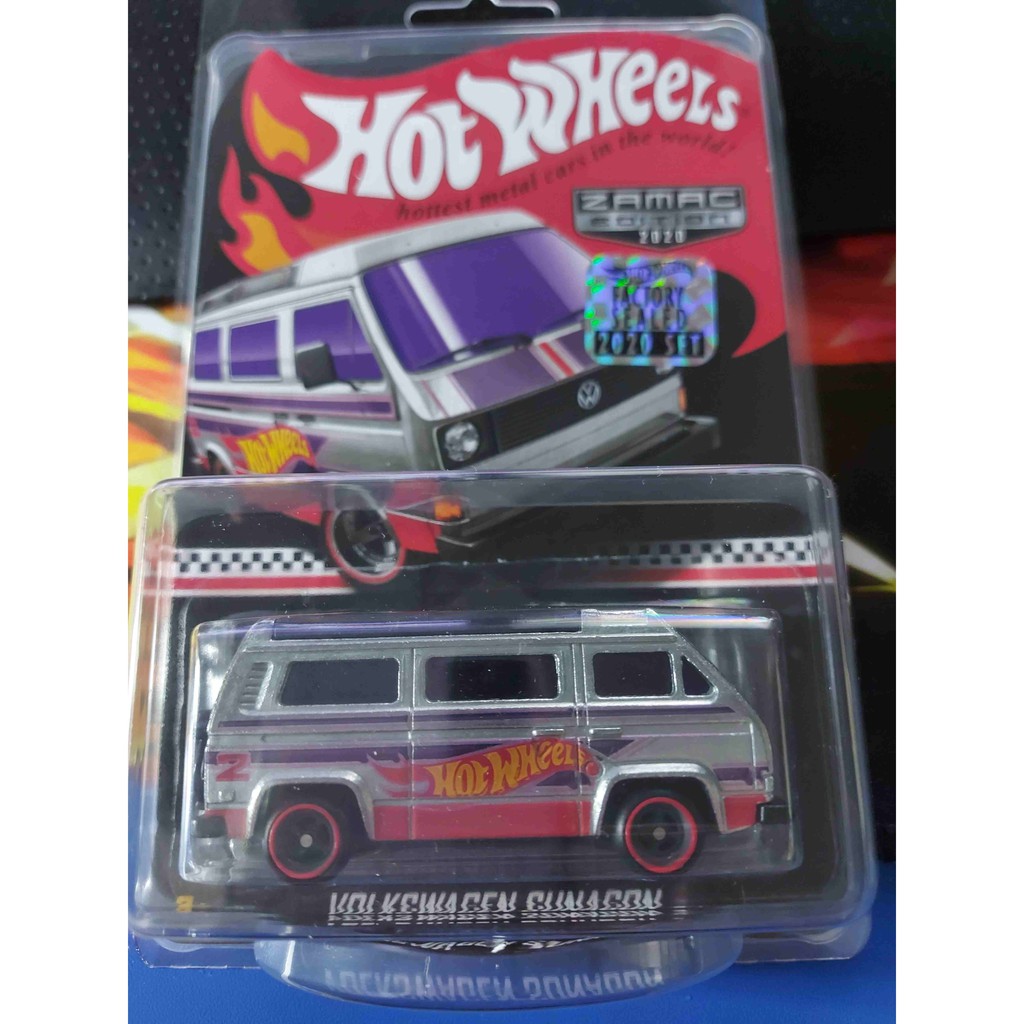 HOT WHEELS
hottest metal cars in the world!
ZAMAC
EDITION
2020
FACTORY
SEALED
2020 SET
HOT WHEELS
HOT WHEELS
Z
VOLKSWAGEN SUNAGON